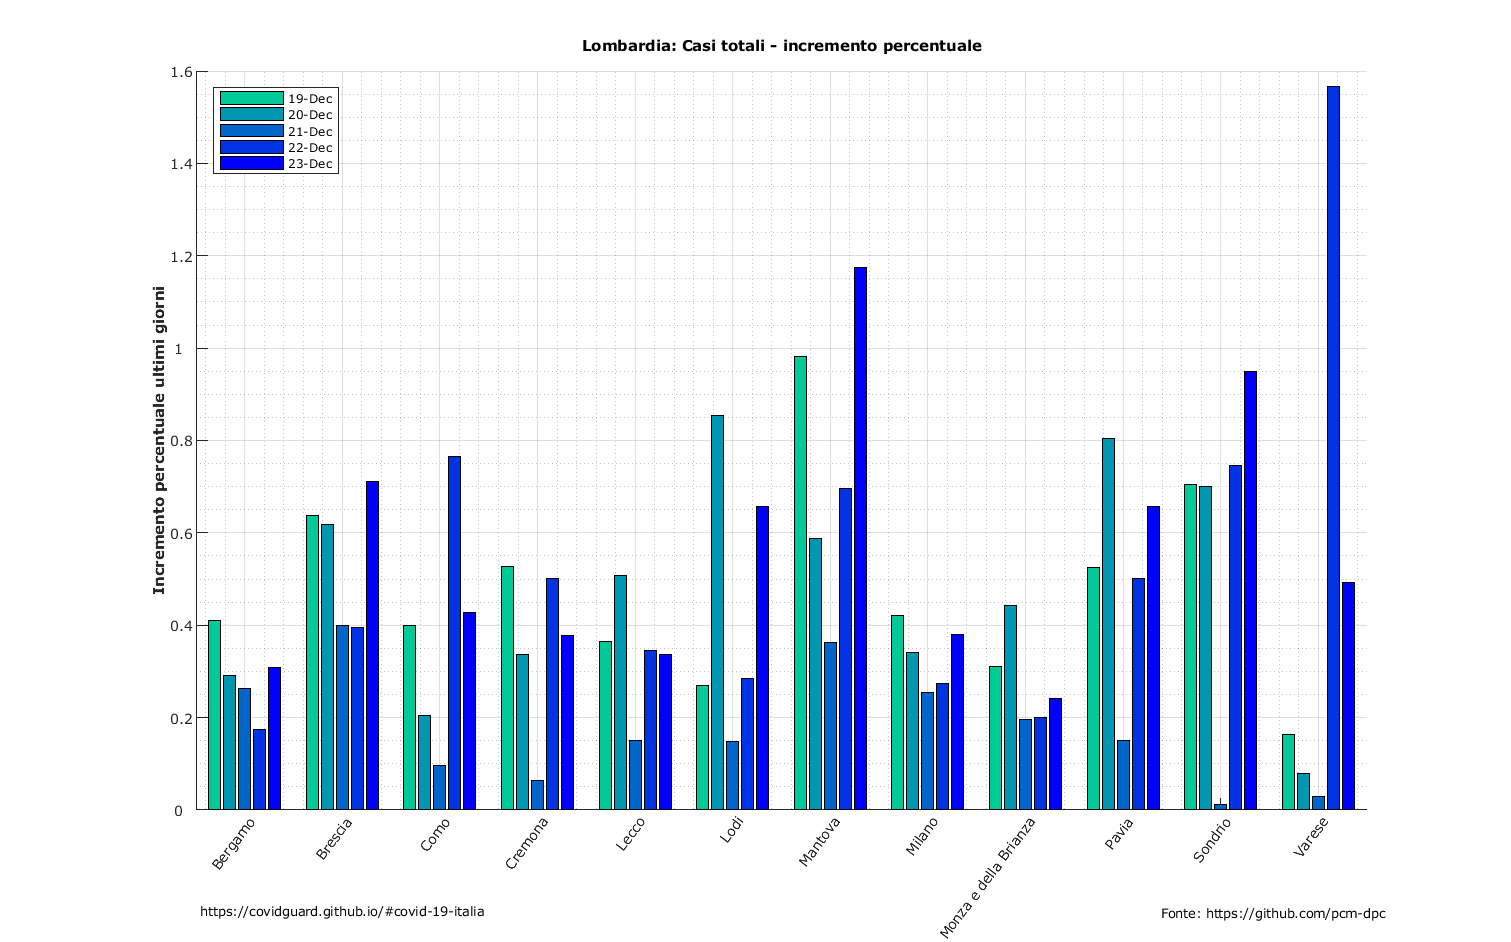 Lombardia: Casi totali - incremento percentuale
1.6
1.4
1.2
1
0.8
0.6
0.4
0.2
0
Incremento percentuale ultimi giorni
19-Dec
20-Dec
21-Dec
22-Dec
23-Dec
Bergamo
Brescia
Como
Cremona
Lecco
Lodi
Mantova
Milano
Monza e della Brianza
Pavia
Sondrio
Varese
https://covidguard.github.io/#covid-19-italia
Fonte: https://github.com/pcm-dpc